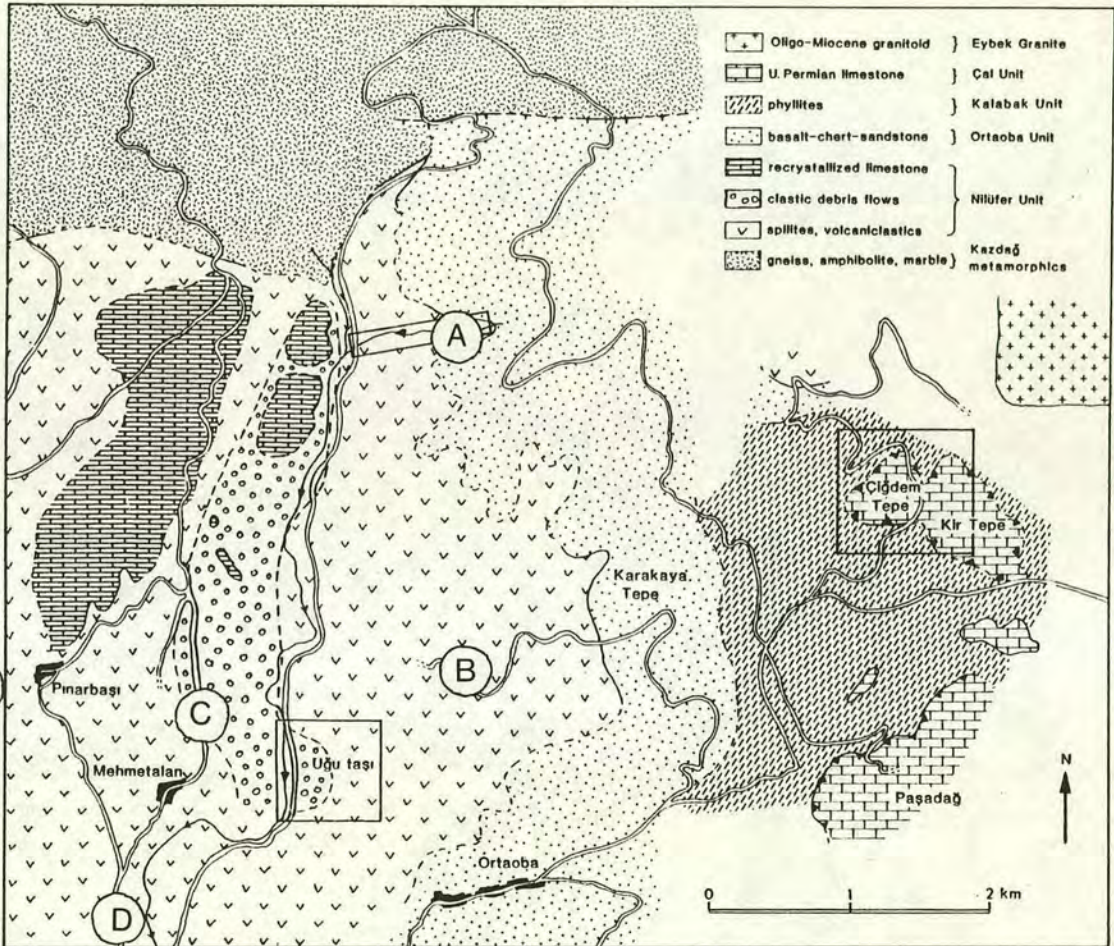 Oligo-Miocene granitoid } Eybek Granite
U. Permian limestone } Çal Unit
phyllites } Kalabak Unit
basalt-chert-sandstone } Ortaoba Unit
recrystallized limestone
clastic debris flows } Nilüfer Unit
spilites, volcaniclastics
gneiss, amphibolite, marble } Kazdağ metamorphics
A
Çiğdem
Tepe
Kir Tepe
Karakaya
Tepe
B
Pınarbaşı
C
Uğu taşı
Mehmetalan
Paşadağ
N
Ortaoba
D
0 1 2 km